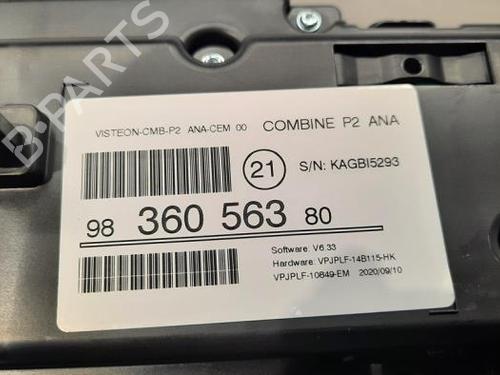 B-PARTS
VISTEON-CMB-P2 ANA-CEM 00 COMBINE P2 ANA
21 S/N: KAGBI5293
98 360 563 80
Software: V6.33
Hardware: VPJPLF-14B115-HK
VPJPLF-10849-EM 2020/09/10